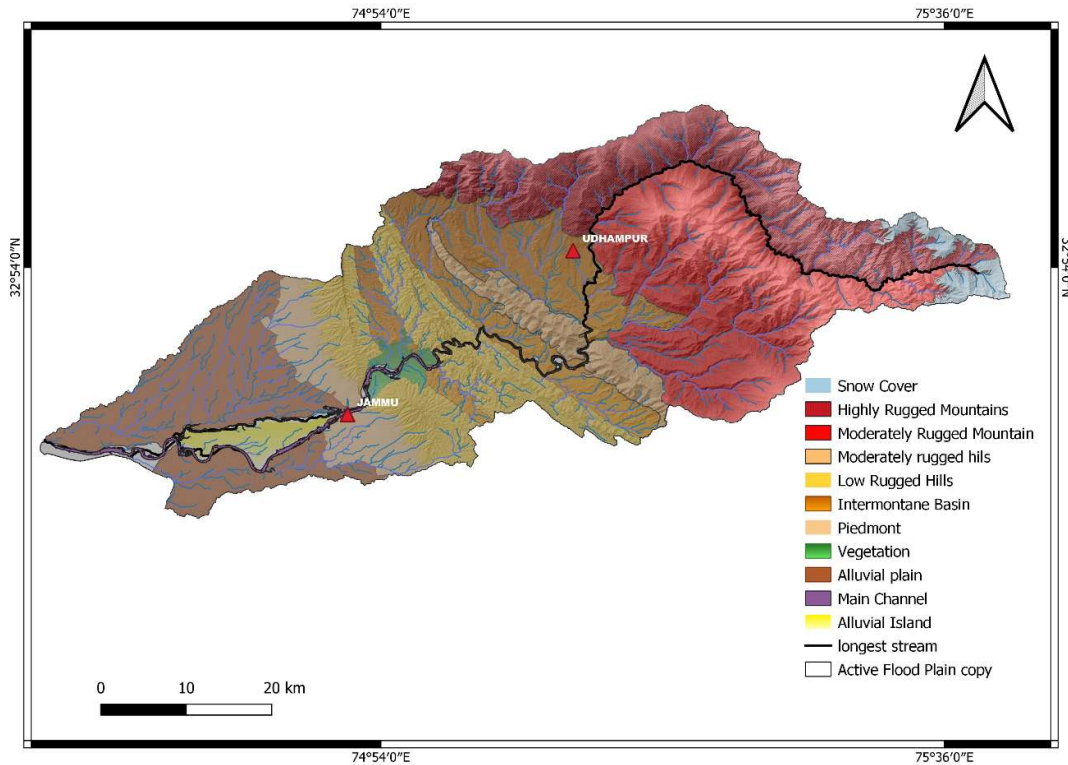 74°54′0″E 75°36′0″E
32°54′0″N
32°54′0″N
UDHAMPUR
JAMMU
Snow Cover
Highly Rugged Mountains
Moderately Rugged Mountain
Moderately rugged hils
Low Rugged Hills
Intermontane Basin
Piedmont
Vegetation
Alluvial plain
Main Channel
Alluvial Island
longest stream
Active Flood Plain copy
0 10 20 km
74°54′0″E 75°36′0″E